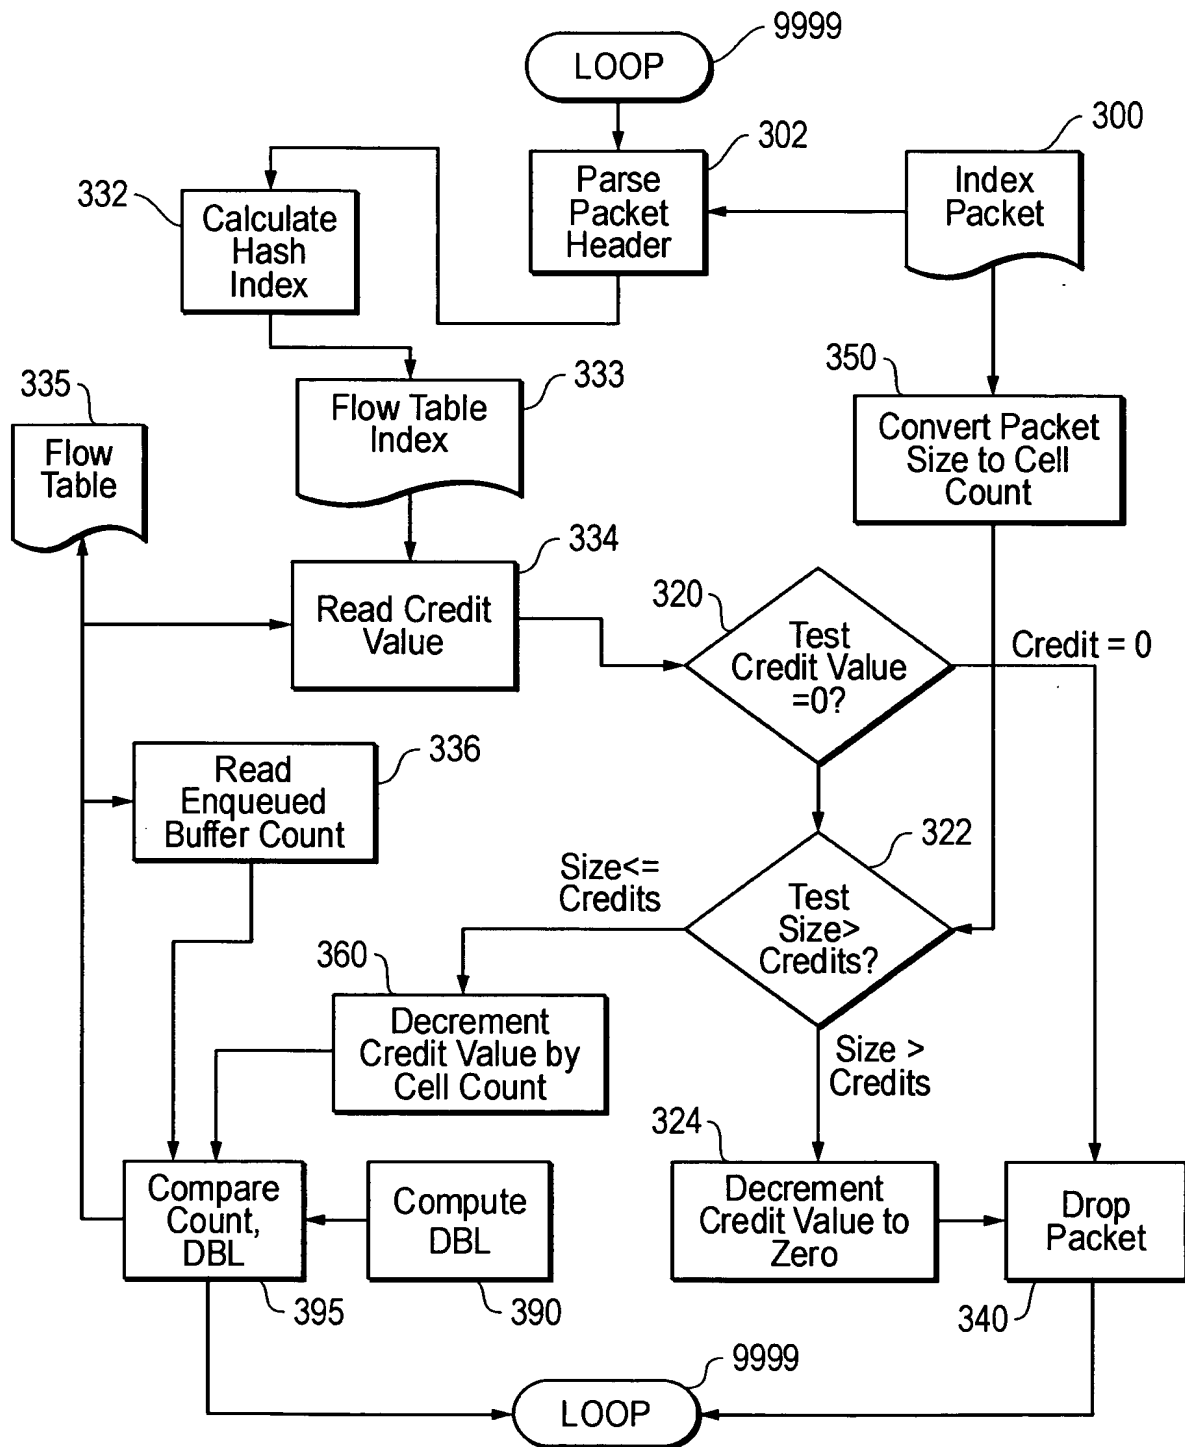 9999
LOOP
302
300
Parse
Packet
Header
Index
Packet
332
Calculate
Hash
Index
335
333
350
Flow
Table
Flow Table
Index
Convert Packet
Size to Cell
Count
334
Read Credit
Value
320
Test
Credit Value
=0?
Credit = 0
336
Read
Enqueued
Buffer Count
322
Size<=
Credits
Test
Size>
Credits?
360
Decrement
Credit Value by
Cell Count
Size >
Credits
324
Compare
Count,
DBL
Compute
DBL
Decrement
Credit Value to
Zero
Drop
Packet
395
390
340
9999
LOOP